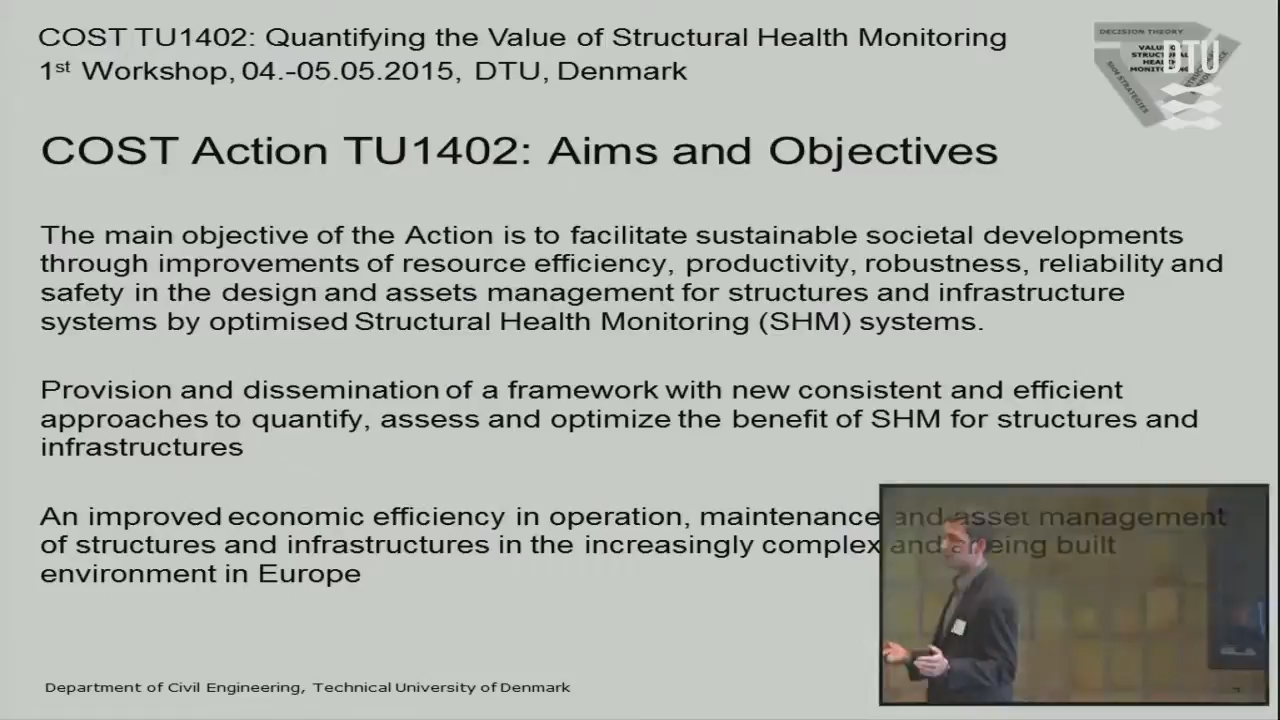 COST TU1402: Quantifying the Value of Structural Health Monitoring
1st Workshop, 04.-05.05.2015, DTU, Denmark
DECISION THEORY
STRUCTURAL
SHM STRATEGIES
DTU
COST Action TU1402: Aims and Objectives
The main objective of the Action is to facilitate sustainable societal developments
through improvements of resource efficiency, productivity, robustness, reliability and
safety in the design and assets management for structures and infrastructure
systems by optimised Structural Health Monitoring (SHM) systems.
Provision and dissemination of a framework with new consistent and efficient
approaches to quantify, assess and optimize the benefit of SHM for structures and
infrastructures
An improved economic efficiency in operation, maintenance and asset management
of structures and infrastructures in the increasingly complex and built
environment in Europe
Department of Civil Engineering, Technical University of Denmark